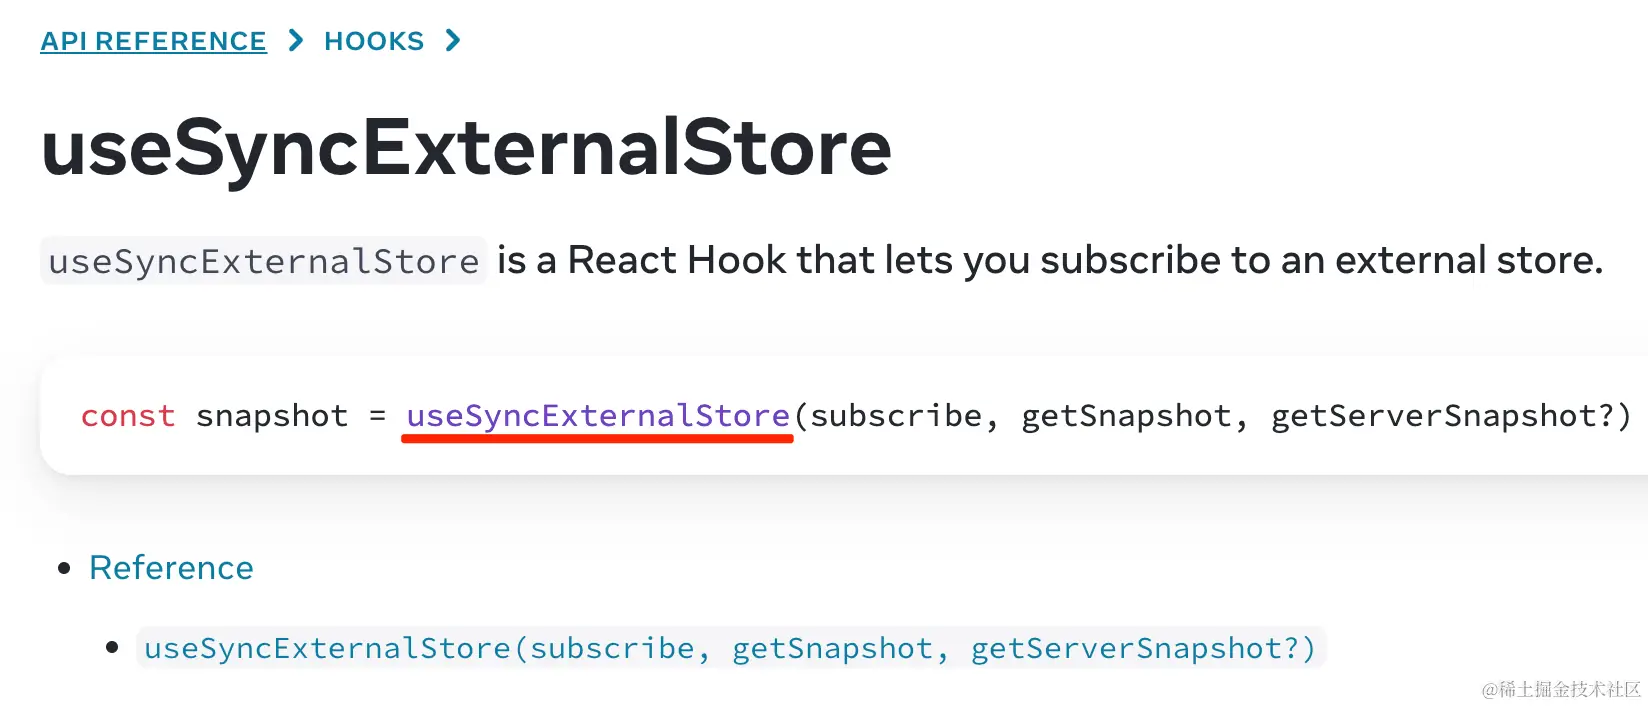 API REFERENCE > HOOKS >
useSyncExternalStore
useSyncExternalStore is a React Hook that lets you subscribe to an external store.
const snapshot = useSyncExternalStore(subscribe, getSnapshot, getServerSnapshot?)
Reference
useSyncExternalStore(subscribe, getSnapshot, getServerSnapshot?)
@稀土掘金技术社区